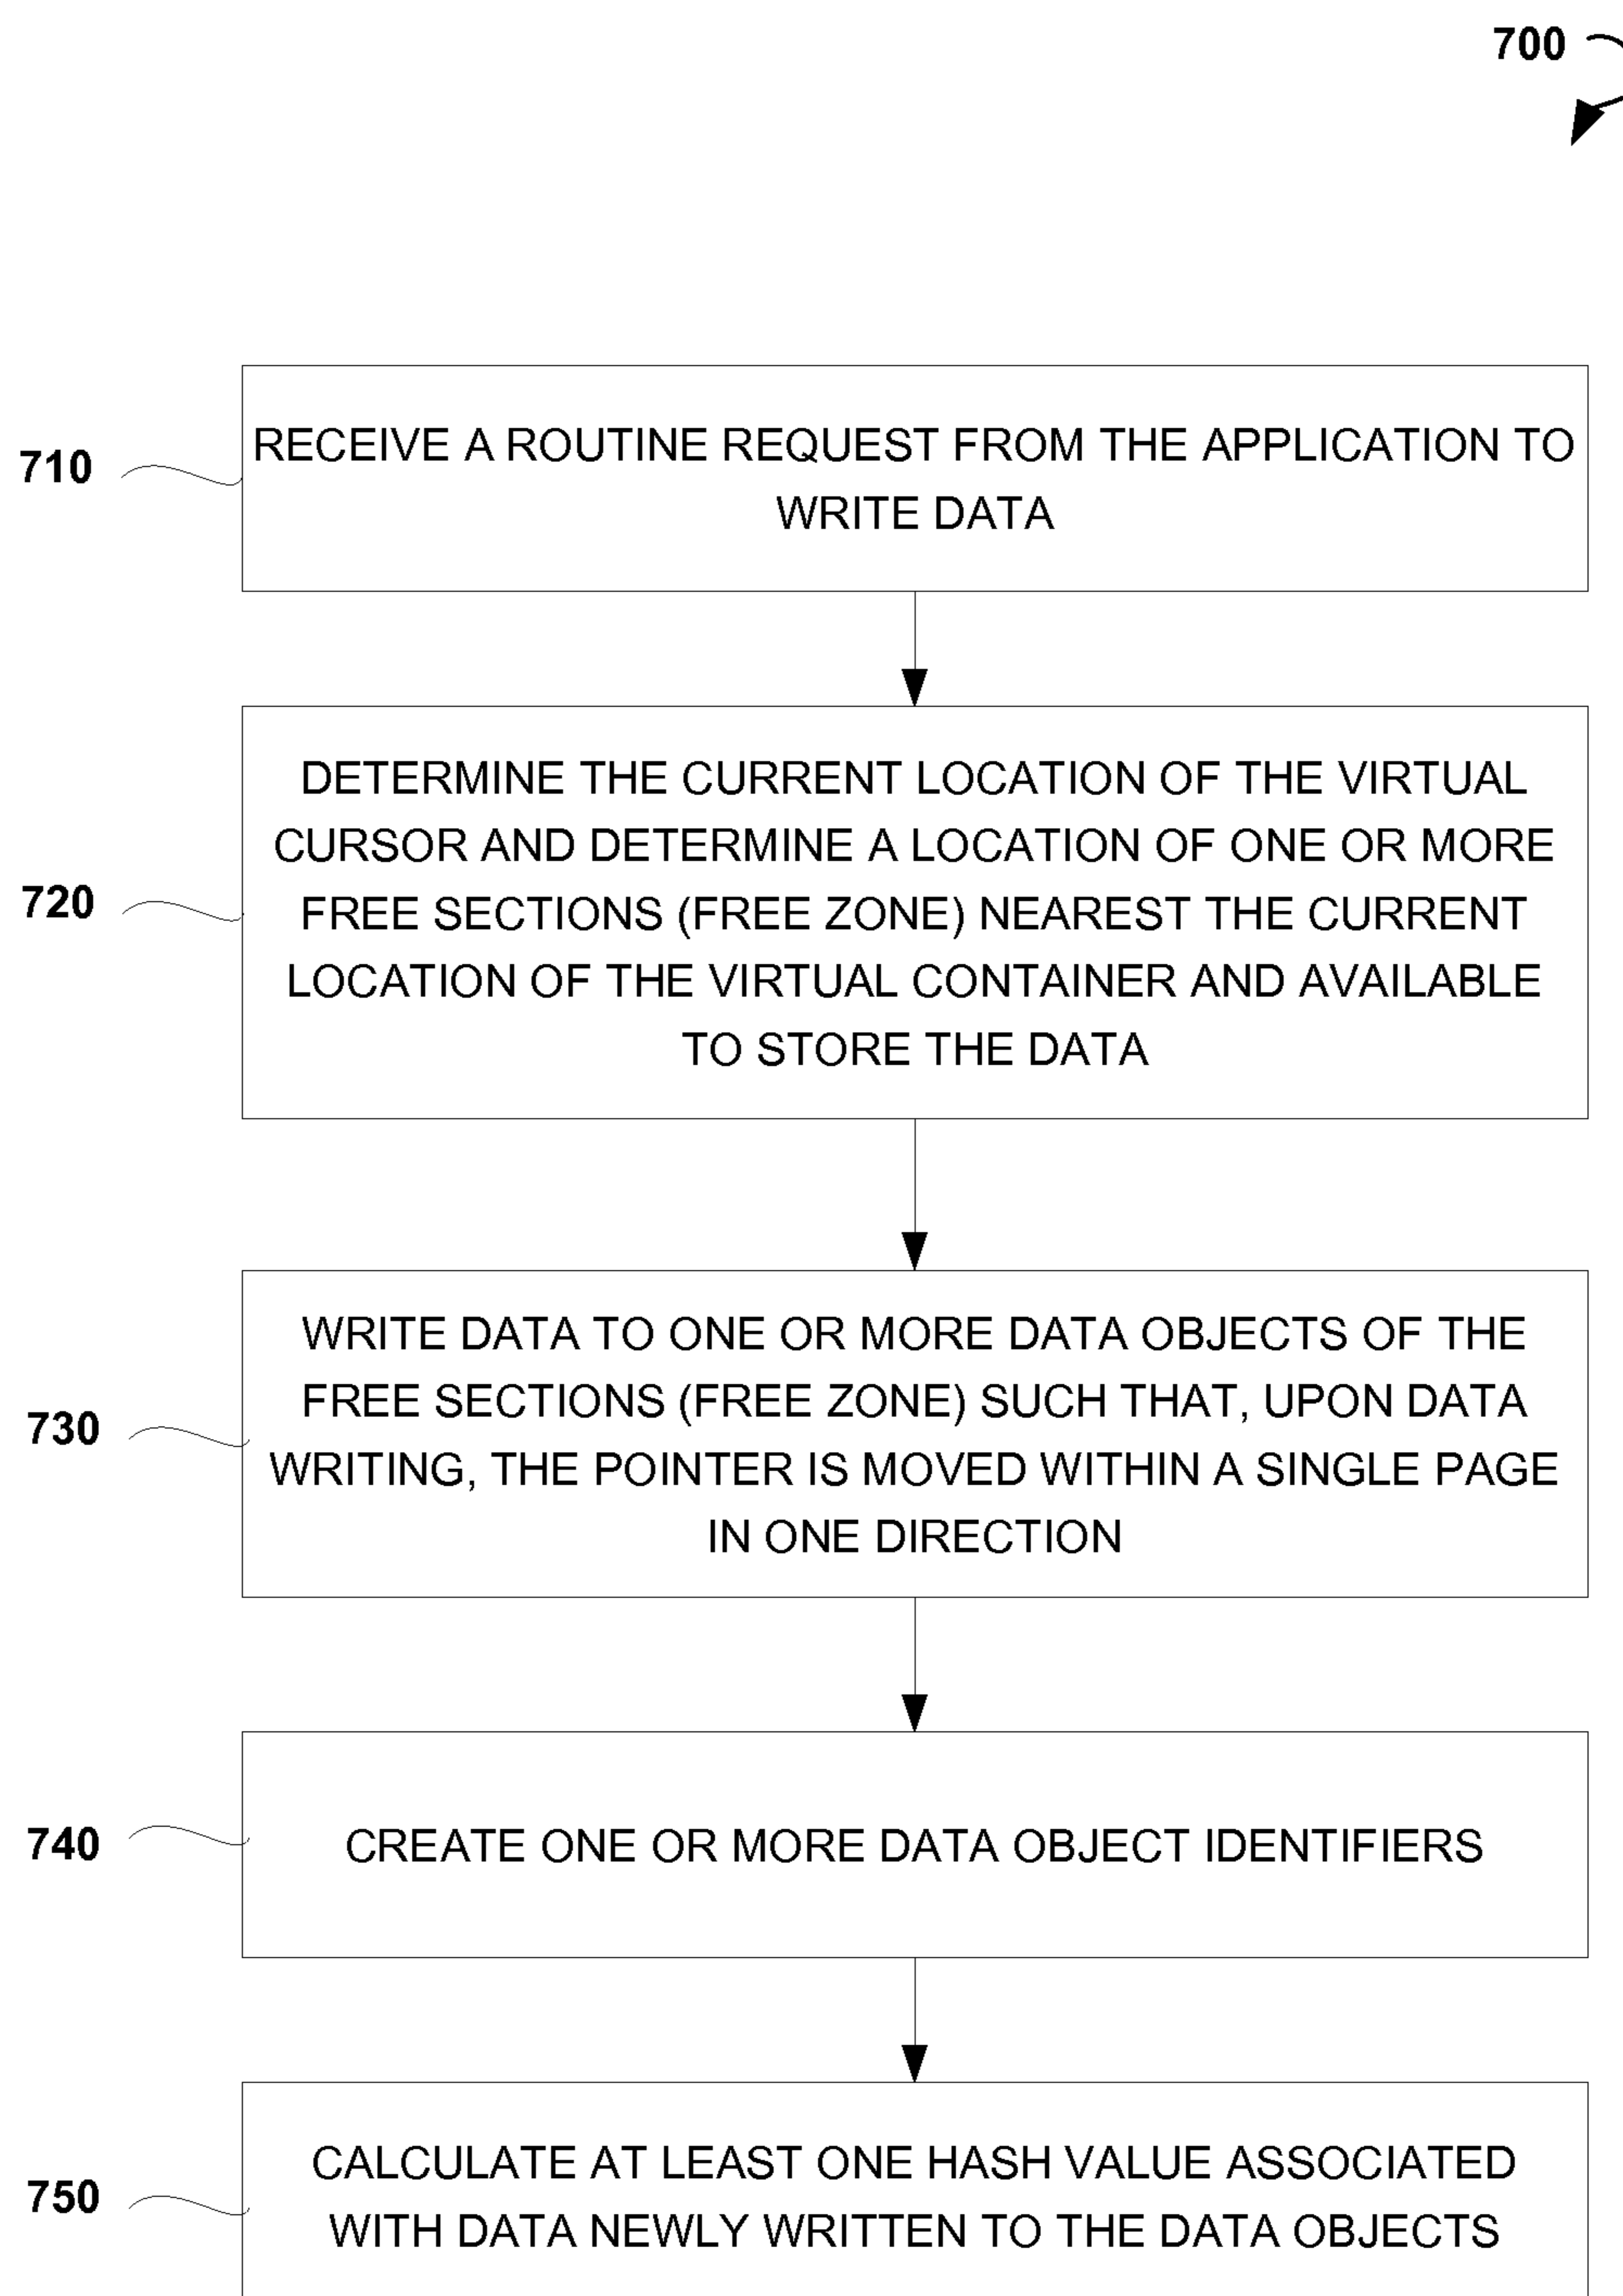 700
710
RECEIVE A ROUTINE REQUEST FROM THE APPLICATION TO
WRITE DATA
720
DETERMINE THE CURRENT LOCATION OF THE VIRTUAL
CURSOR AND DETERMINE A LOCATION OF ONE OR MORE
FREE SECTIONS (FREE ZONE) NEAREST THE CURRENT
LOCATION OF THE VIRTUAL CONTAINER AND AVAILABLE
TO STORE THE DATA
730
WRITE DATA TO ONE OR MORE DATA OBJECTS OF THE
FREE SECTIONS (FREE ZONE) SUCH THAT, UPON DATA
WRITING, THE POINTER IS MOVED WITHIN A SINGLE PAGE
IN ONE DIRECTION
740
CREATE ONE OR MORE DATA OBJECT IDENTIFIERS
750
CALCULATE AT LEAST ONE HASH VALUE ASSOCIATED
WITH DATA NEWLY WRITTEN TO THE DATA OBJECTS